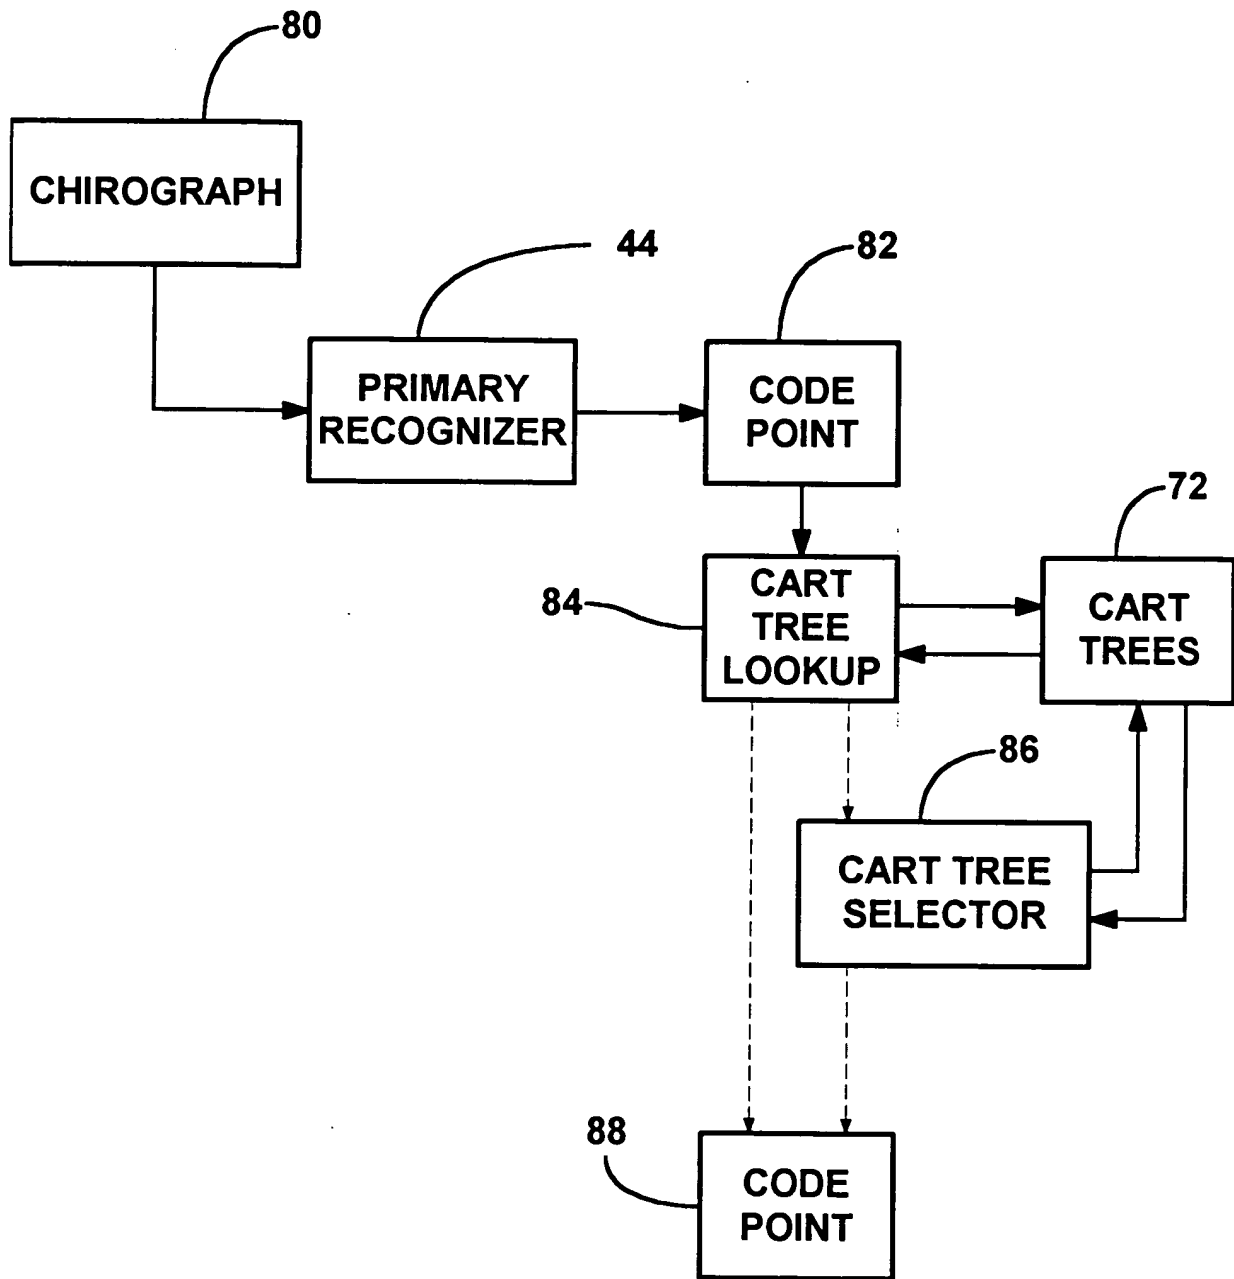 80
CHIROGRAPH
44
82
PRIMARY
RECOGNIZER
CODE
POINT
72
84
CART
TREE
LOOKUP
CART
TREES
86
CART TREE
SELECTOR
88
CODE
POINT